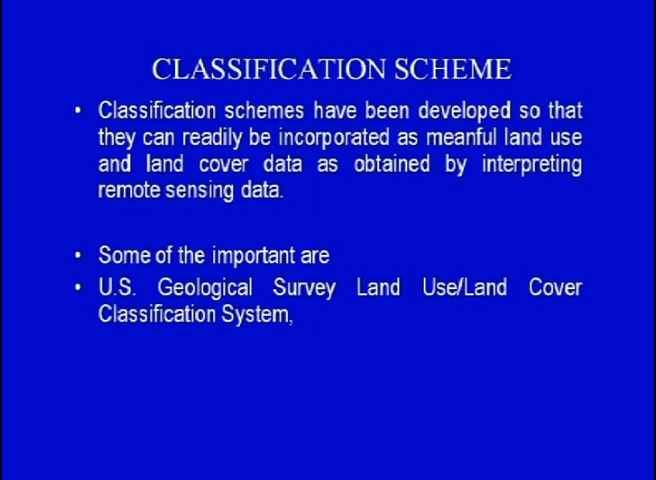 CLASSIFICATION SCHEME
• Classification schemes have been developed so that
they can readily be incorporated as meanful land use
and land cover data as obtained by interpreting
remote sensing data.
• Some of the important are
• U.S. Geological Survey Land Use/Land Cover
Classification System,